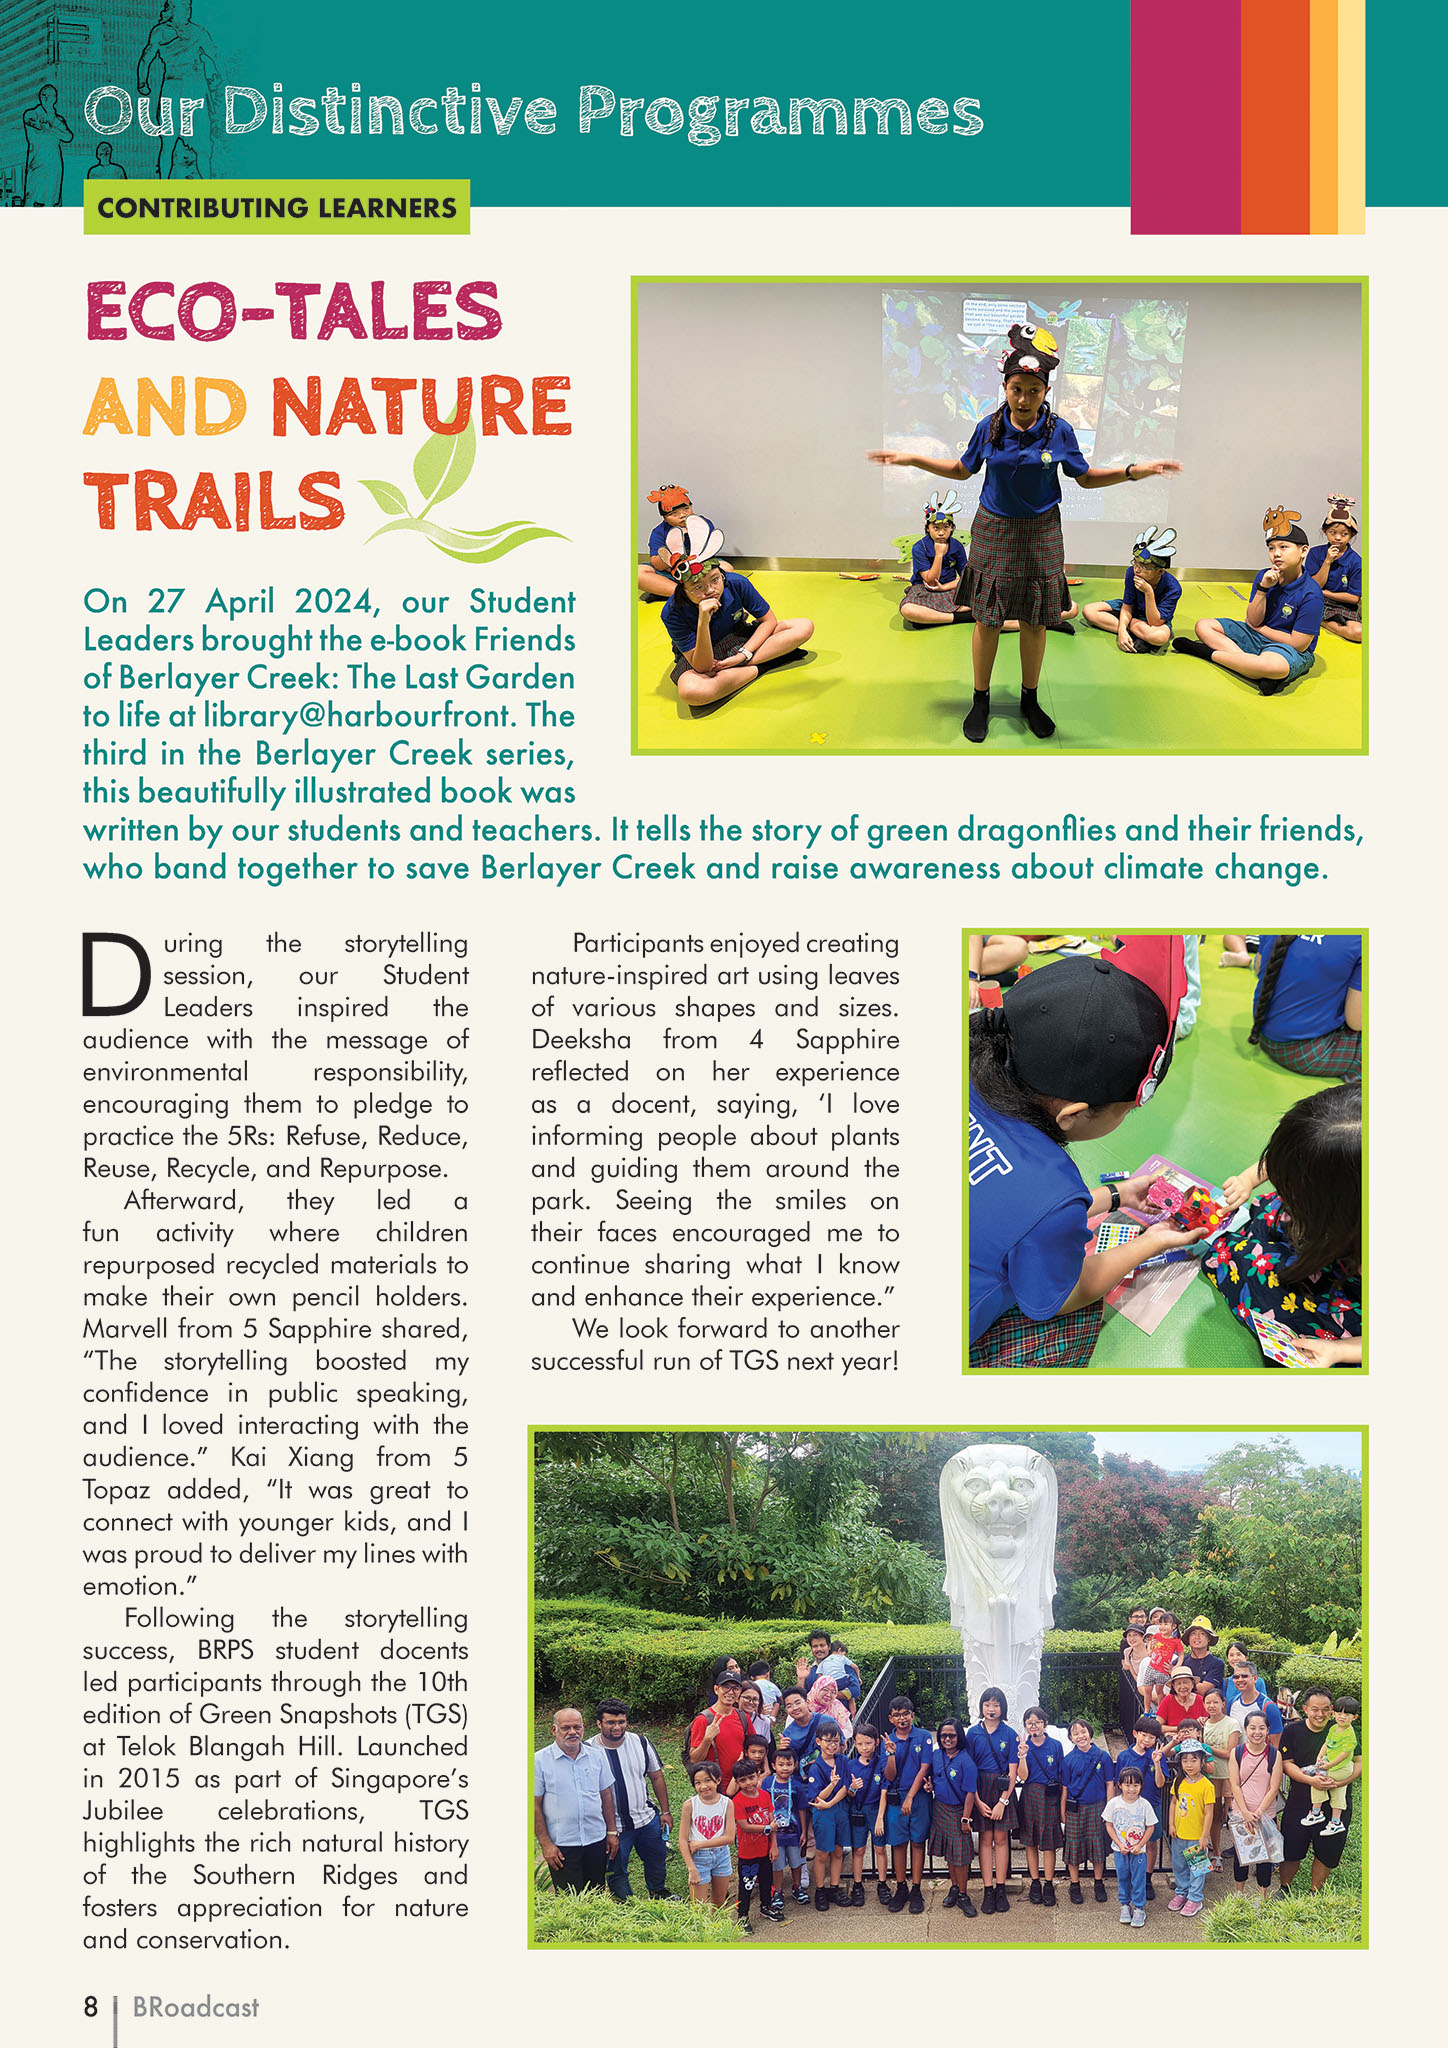 Our Distinctive Programmes
CONTRIBUTING LEARNERS
ECO-TALES
AND NATURE
TRAILS
On 27 April 2024, our Student
Leaders brought the e-book Friends
of Berlayer Creek: The Last Garden
to life at library@harbourfront. The
third in the Berlayer Creek series,
this beautifully illustrated book was
written by our students and teachers. It tells the story of green dragonflies and their friends,
who band together to save Berlayer Creek and raise awareness about climate change.
During the storytelling
session, our Student
Leaders inspired the
audience with the message of
environmental responsibility,
encouraging them to pledge to
practice the 5Rs: Refuse, Reduce,
Reuse, Recycle, and Repurpose.
Afterward, they led a
fun activity where children
repurposed recycled materials to
make their own pencil holders.
Marvell from 5 Sapphire shared,
“The storytelling boosted my
confidence in public speaking,
and I loved interacting with the
audience.” Kai Xiang from 5
Topaz added, “It was great to
connect with younger kids, and I
was proud to deliver my lines with
emotion.”
Following the storytelling
success, BRPS student docents
led participants through the 10th
edition of Green Snapshots (TGS)
at Telok Blangah Hill. Launched
in 2015 as part of Singapore’s
Jubilee celebrations, TGS
highlights the rich natural history
of the Southern Ridges and
fosters appreciation for nature
and conservation.
Participants enjoyed creating
nature-inspired art using leaves
of various shapes and sizes.
Deeksha from 4 Sapphire
reflected on her experience
as a docent, saying, ‘I love
informing people about plants
and guiding them around the
park. Seeing the smiles on
their faces encouraged me to
continue sharing what I know
and enhance their experience.”
We look forward to another
successful run of TGS next year!
8 BRoadcast